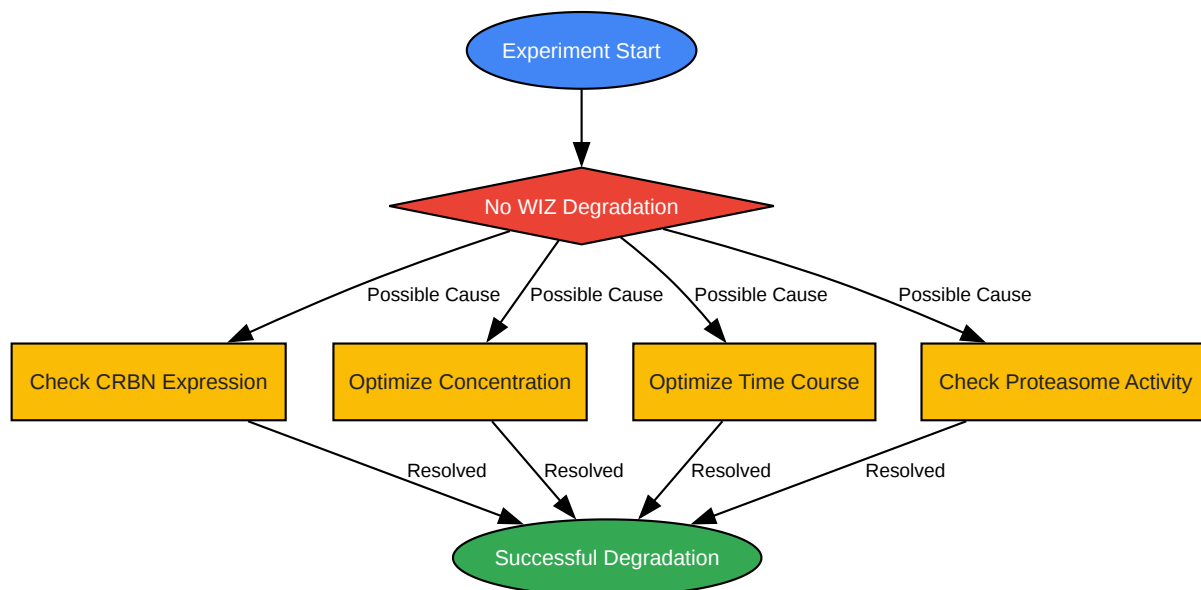 Experiment Start
No WIZ Degradation
Possible Cause
Possible Cause
Possible Cause
Possible Cause
Check CRBN Expression
Optimize Concentration
Optimize Time Course
Check Proteasome Activity
Resolved
Resolved
Resolved
Resolved
Successful Degradation